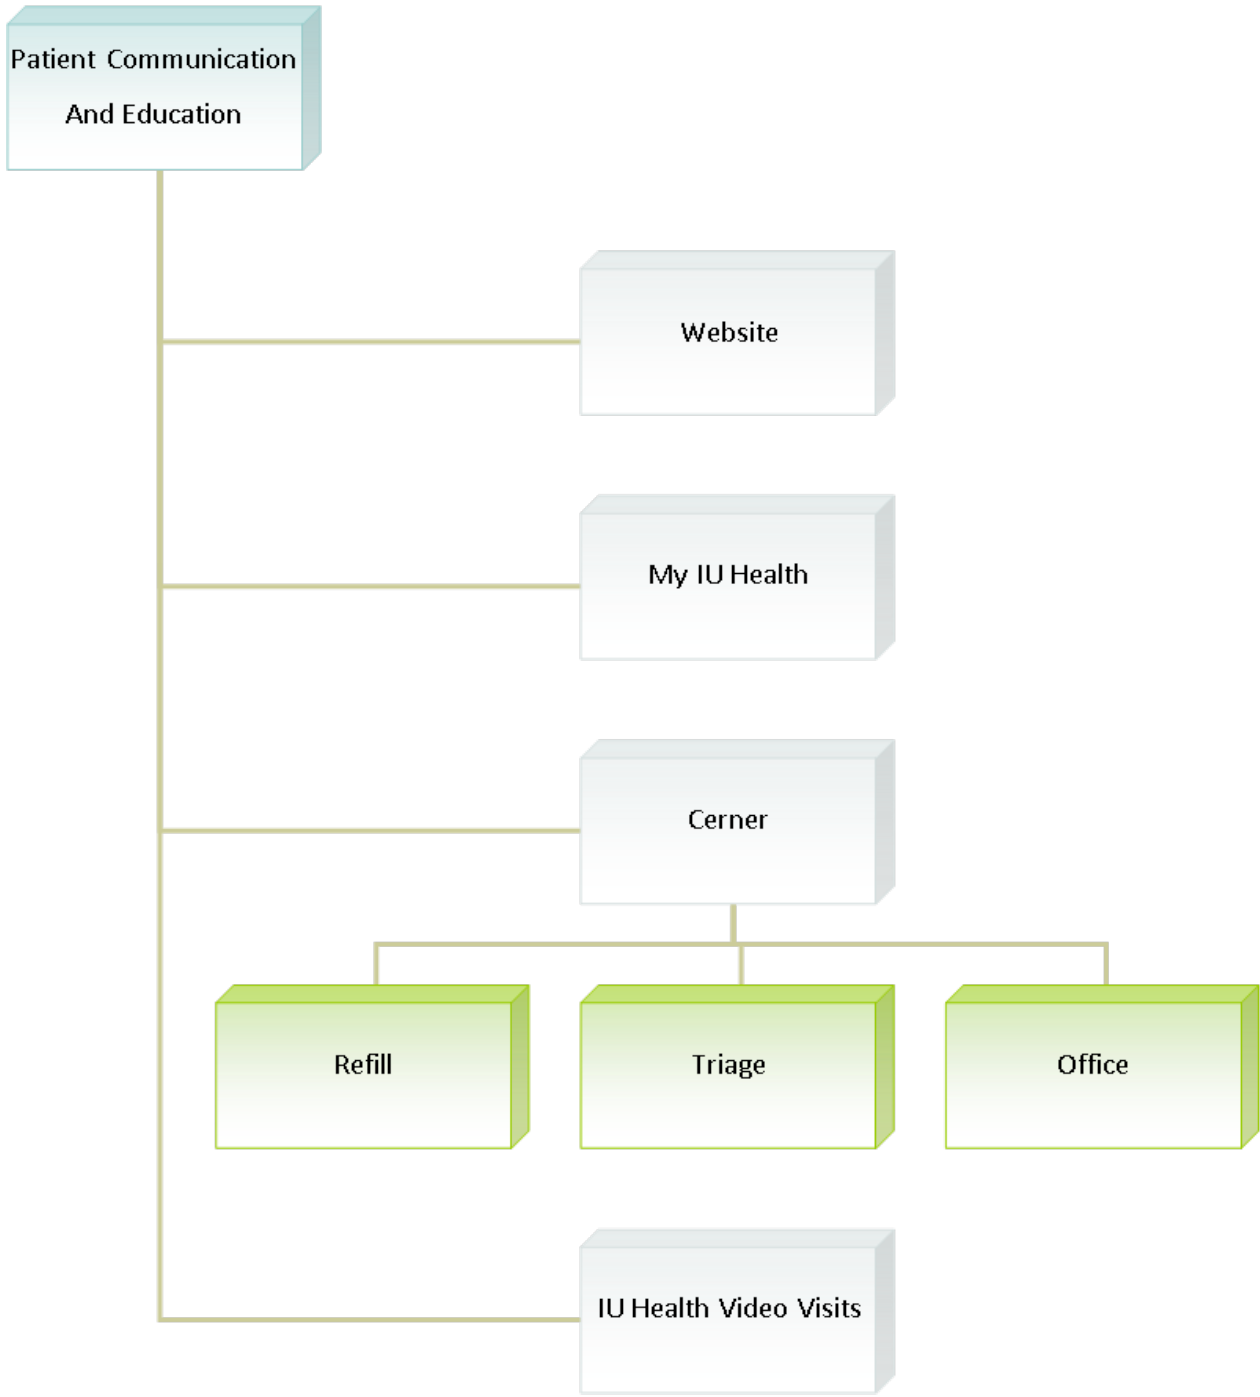 Patient Communication
And Education
Website
My IU Health
Cerner
Refill
Triage
Office
IU Health Video Visits